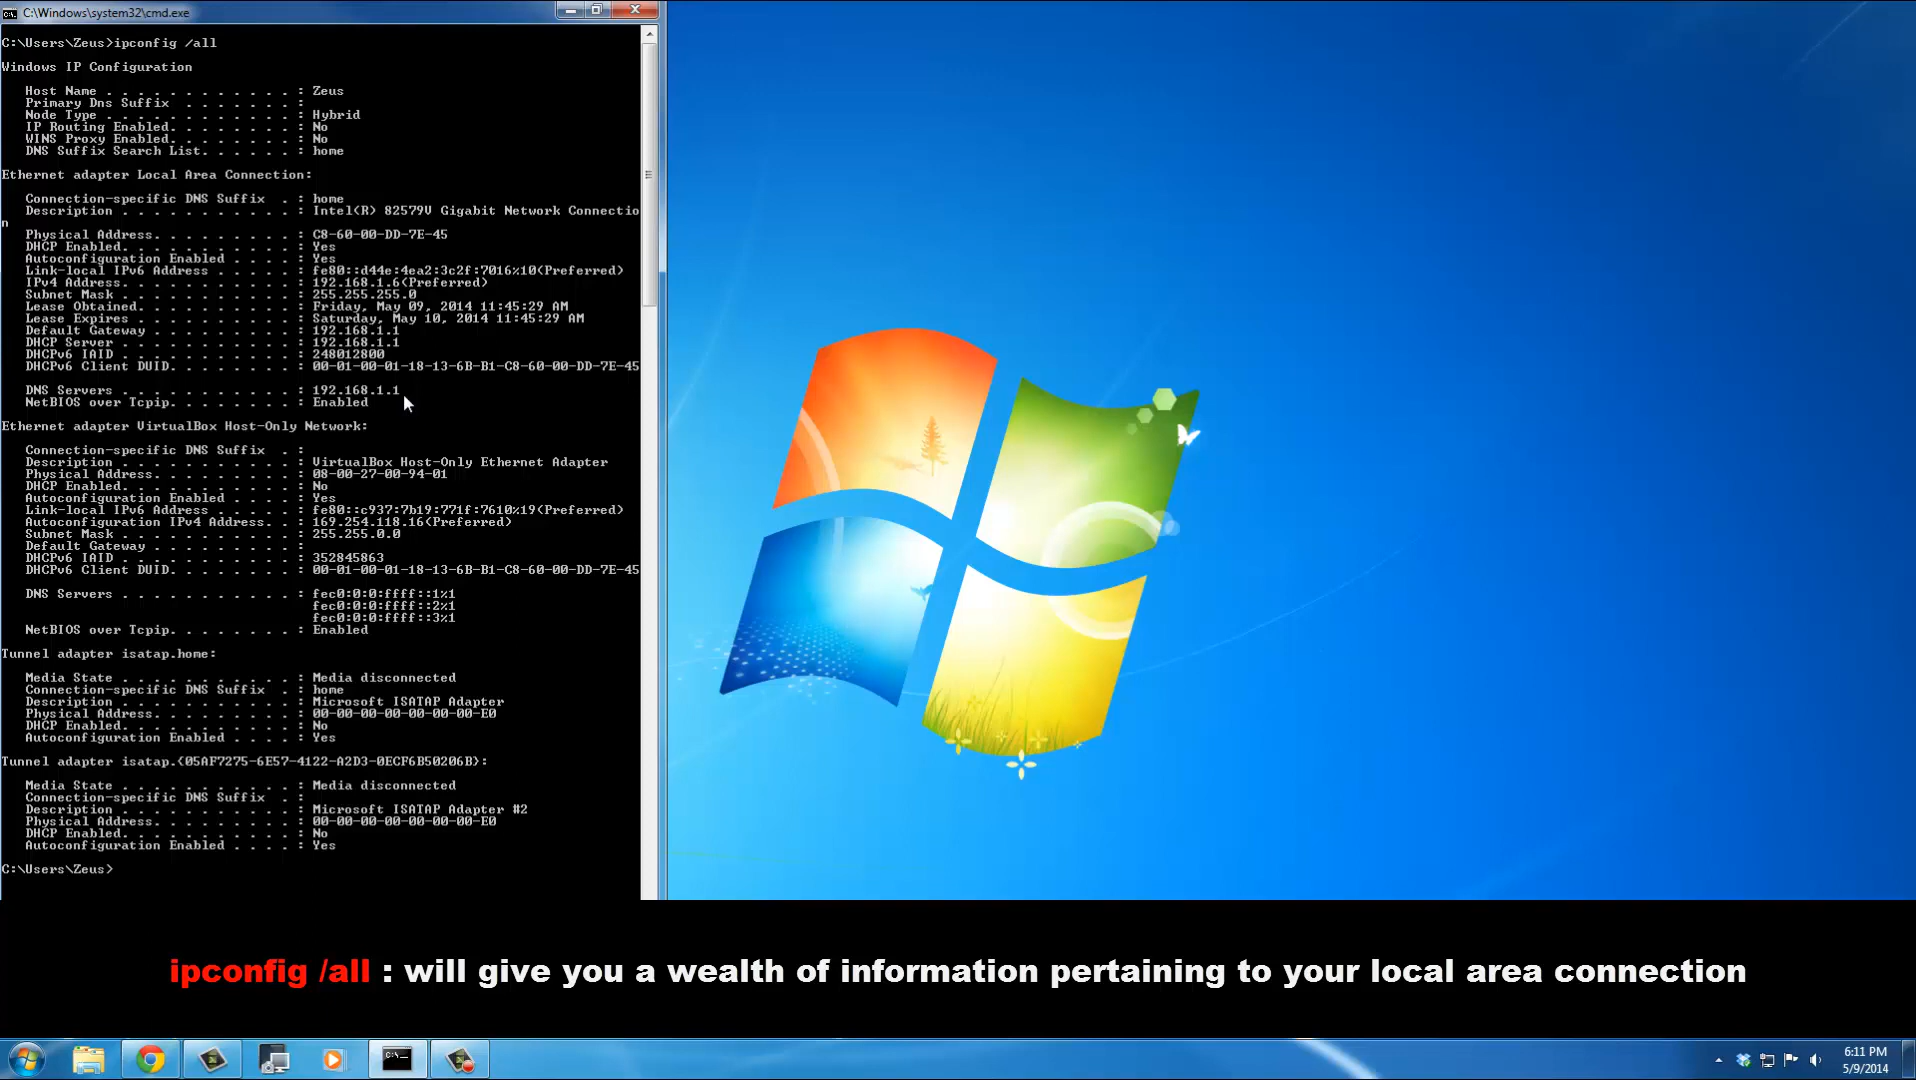 C:\Windows\system32\cmd.exe
C:\Users\Zeus>ipconfig /all
Windows IP Configuration
Host Name . . . . . . . . . . . . : Zeus
Primary Dns Suffix  . . . . . . . :
Node Type . . . . . . . . . . . . : Hybrid
IP Routing Enabled. . . . . . . . : No
WINS Proxy Enabled. . . . . . . . : No
DNS Suffix Search List. . . . . . : home
Ethernet adapter Local Area Connection:
Connection-specific DNS Suffix  . : home
Description . . . . . . . . . . . : Intel(R) 82579V Gigabit Network Connectio
n
Physical Address. . . . . . . . . : C8-60-00-DD-7E-45
DHCP Enabled. . . . . . . . . . . : Yes
Autoconfiguration Enabled . . . . : Yes
Link-local IPv6 Address . . . . . : fe80::d44e:4ea2:3c2f:7016%10(Preferred)
IPv4 Address. . . . . . . . . . . : 192.168.1.6(Preferred)
Subnet Mask . . . . . . . . . . . : 255.255.255.0
Lease Obtained. . . . . . . . . . : Friday, May 09, 2014 11:45:29 AM
Lease Expires . . . . . . . . . . : Saturday, May 10, 2014 11:45:29 AM
Default Gateway . . . . . . . . . : 192.168.1.1
DHCP Server . . . . . . . . . . . : 192.168.1.1
DHCPv6 IAID . . . . . . . . . . . : 248012800
DHCPv6 Client DUID. . . . . . . . : 00-01-00-01-18-13-6B-B1-C8-60-00-DD-7E-45
DNS Servers . . . . . . . . . . . : 192.168.1.1
NetBIOS over Tcpip. . . . . . . . : Enabled
Ethernet adapter VirtualBox Host-Only Network:
Connection-specific DNS Suffix  . :
Description . . . . . . . . . . . : VirtualBox Host-Only Ethernet Adapter
Physical Address. . . . . . . . . : 08-00-27-00-94-01
DHCP Enabled. . . . . . . . . . . : No
Autoconfiguration Enabled . . . . : Yes
Link-local IPv6 Address . . . . . : fe80::c937:7b19:771f:7610%19(Preferred)
Autoconfiguration IPv4 Address. . : 169.254.118.16(Preferred)
Subnet Mask . . . . . . . . . . . : 255.255.0.0
Default Gateway . . . . . . . . . :
DHCPv6 IAID . . . . . . . . . . . : 352845863
DHCPv6 Client DUID. . . . . . . . : 00-01-00-01-18-13-6B-B1-C8-60-00-DD-7E-45
DNS Servers . . . . . . . . . . . : fec0:0:0:ffff::1%1
fec0:0:0:ffff::2%1
fec0:0:0:ffff::3%1
NetBIOS over Tcpip. . . . . . . . : Enabled
Tunnel adapter isatap.home:
Media State . . . . . . . . . . . : Media disconnected
Connection-specific DNS Suffix  . : home
Description . . . . . . . . . . . : Microsoft ISATAP Adapter
Physical Address. . . . . . . . . : 00-00-00-00-00-00-00-E0
DHCP Enabled. . . . . . . . . . . : No
Autoconfiguration Enabled . . . . : Yes
Tunnel adapter isatap.{05AF7275-6E57-4122-A2D3-0ECF6B50206B}:
Media State . . . . . . . . . . . : Media disconnected
Connection-specific DNS Suffix  . :
Description . . . . . . . . . . . : Microsoft ISATAP Adapter #2
Physical Address. . . . . . . . . : 00-00-00-00-00-00-00-E0
DHCP Enabled. . . . . . . . . . . : No
Autoconfiguration Enabled . . . . : Yes
C:\Users\Zeus>
ipconfig /all : will give you a wealth of information pertaining to your local area connection
6:11 PM
5/9/2014